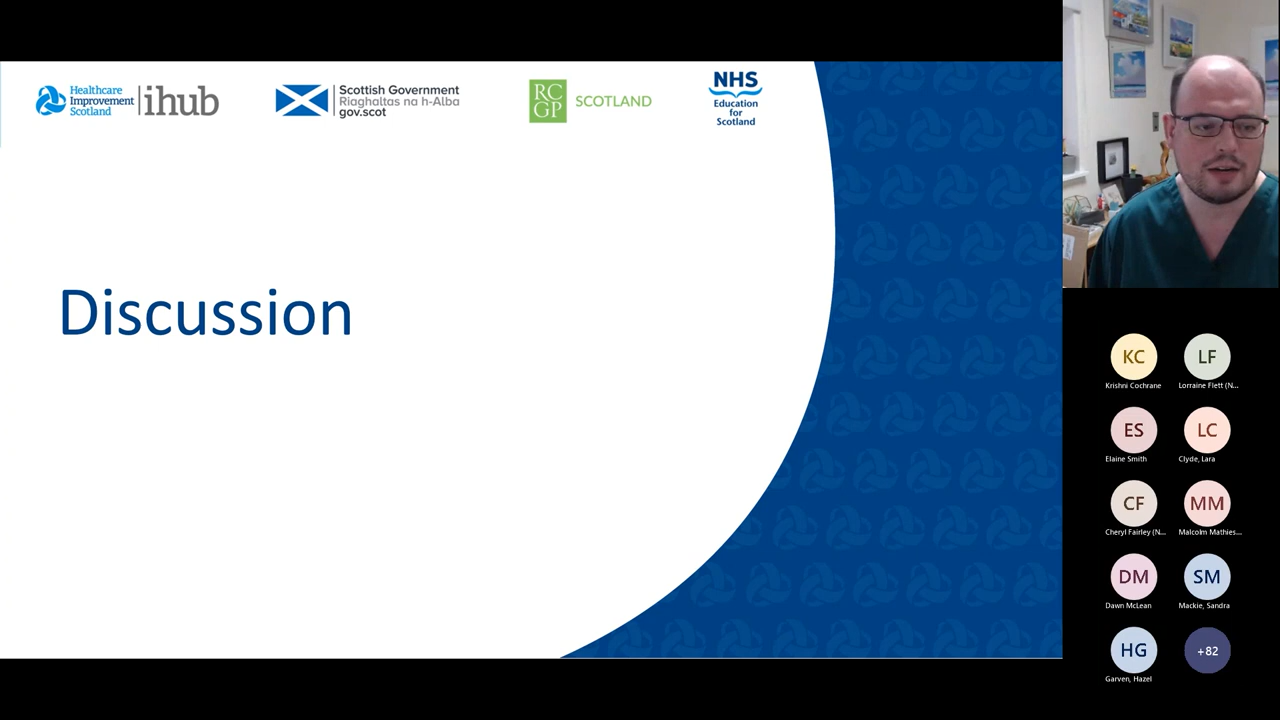 Healthcare
Improvement
Scotland
ihub
Scottish Government
Riaghaltas na h-Alba
gov.scot
RC
GP
SCOTLAND
NHS
Education
for
Scotland
Discussion
KC
LF
Krishni Cochrane
Lorraine Flett (N...
ES
LC
Elaine Smith
Clyde, Lara
CF
MM
Cheryl Fairley (N...
Malcolm Mathies...
DM
SM
Dawn McLean
Mackie, Sandra
HG
+82
Garven, Hazel